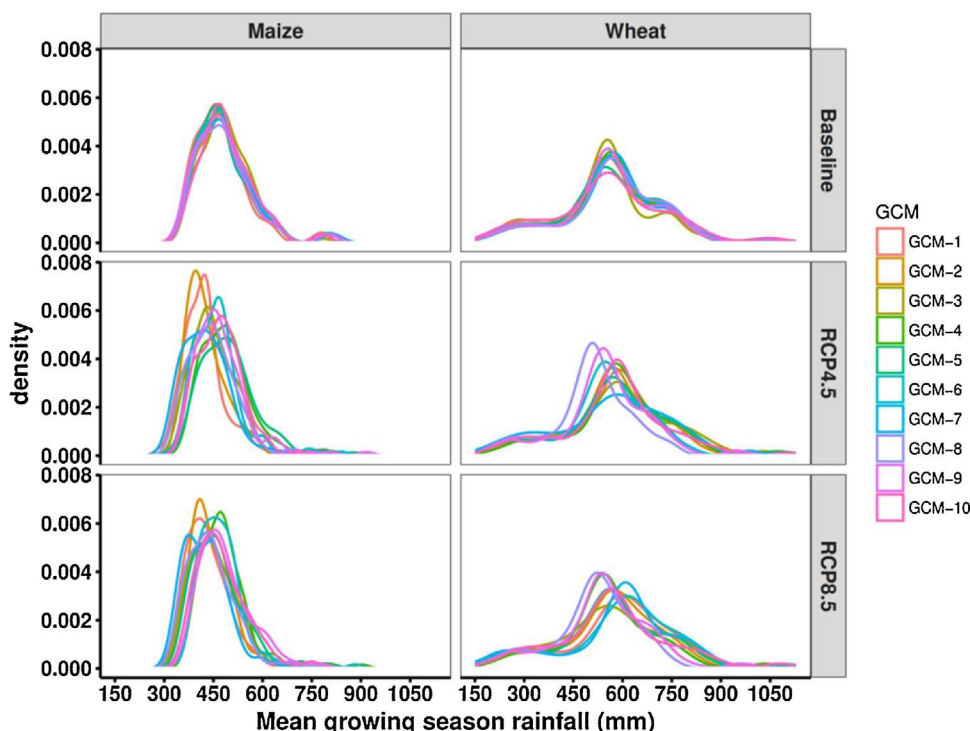 Maize Wheat
0.008
0.006
0.004
0.002
0.000
Baseline
0.008
0.006
0.004
0.002
0.000
RCP4.5
0.008
0.006
0.004
0.002
0.000
RCP8.5
density
150 300 450 600 750 900 1050 150 300 450 600 750 900 1050
Mean growing season rainfall (mm)
GCM
GCM-1
GCM-2
GCM-3
GCM-4
GCM-5
GCM-6
GCM-7
GCM-8
GCM-9
GCM-10